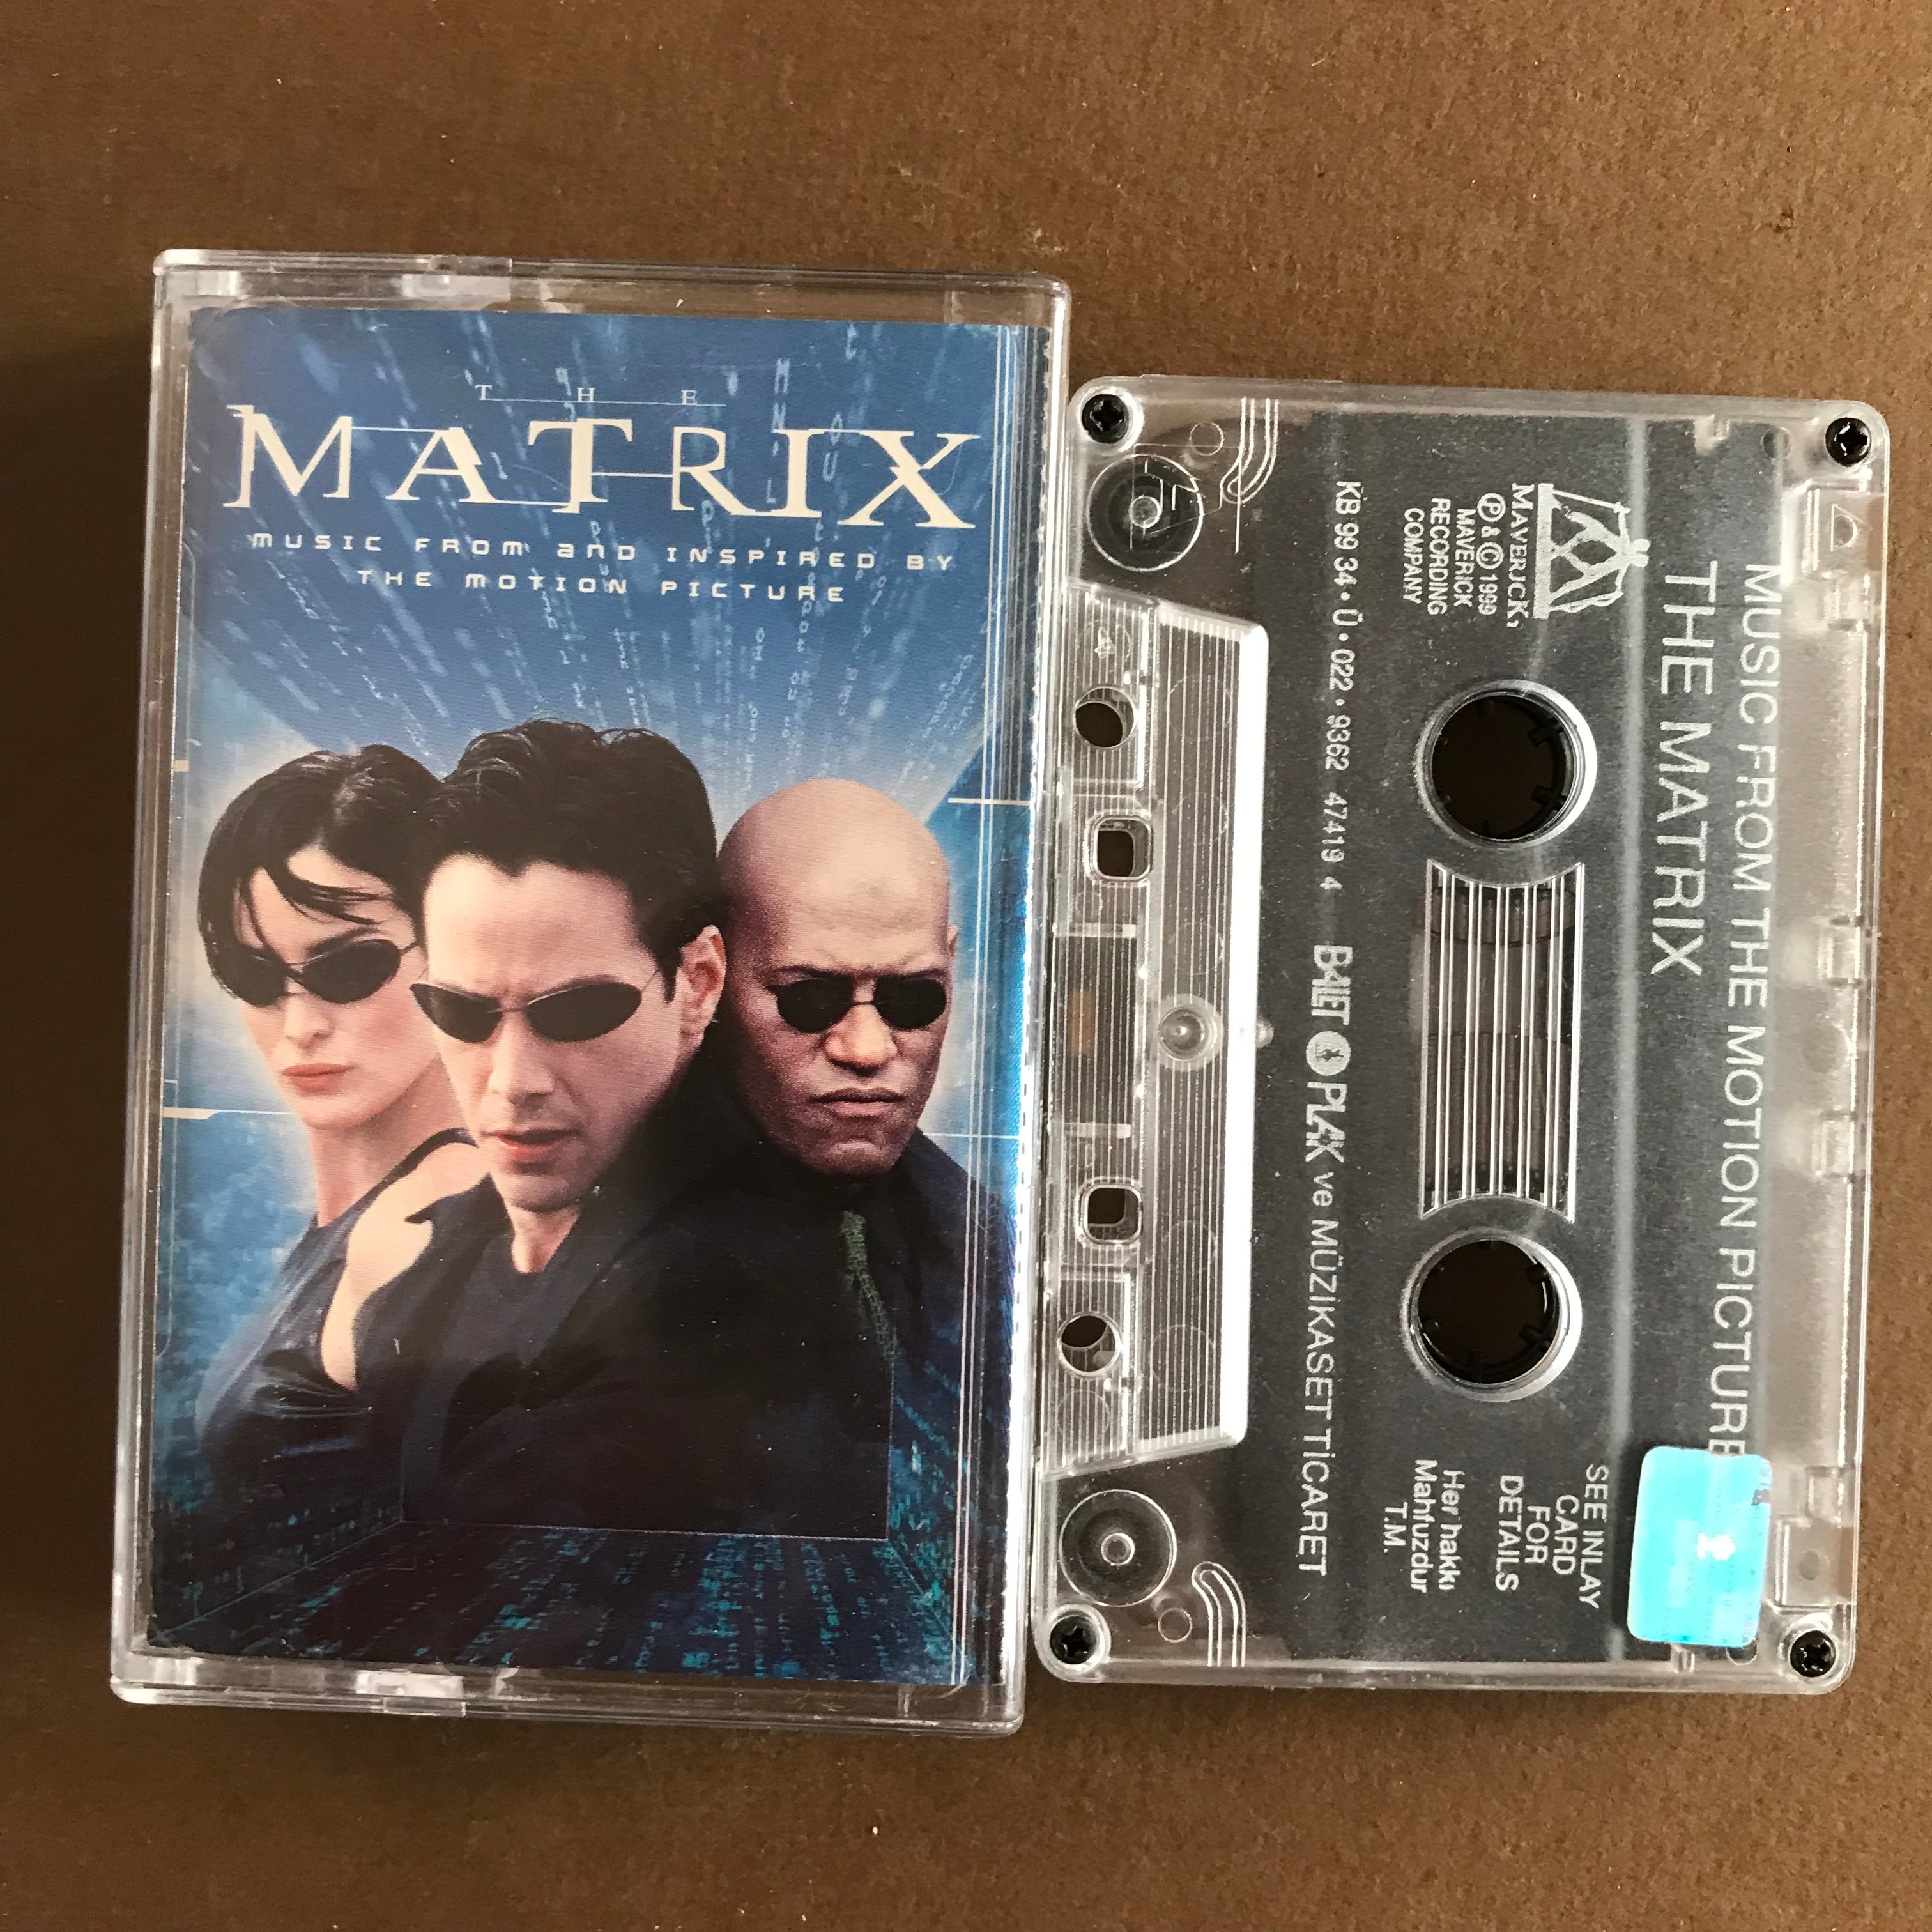 THE
MATRIX
MUSIC FROM and INSPIRED BY
THE MOTION PICTURE
MUSIC FROM THE MOTION PICTURE
THE MATRIX
MAVERICK
℗ & © 1999
MAVERICK
RECORDING
COMPANY
SEE INLAY
CARD
FOR
DETAILS
Her hakkı
Mahfuzdur
T.M.
KB 99 34 • Ü • 022 • 9362 47419 4 BALET PLAK ve MÜZİKASET TİCARET